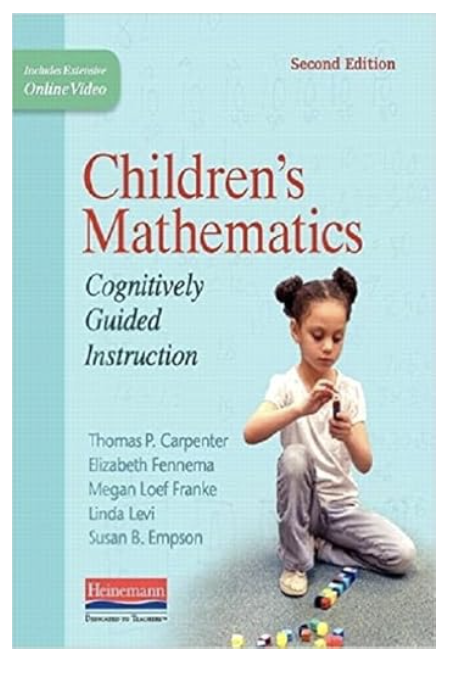 Includes Extensive
Online Video
Second Edition
Children's
Mathematics
Cognitively
Guided
Instruction
Thomas P. Carpenter
Elizabeth Fennema
Megan Loef Franke
Linda Levi
Susan B. Empson
Heinemann
DEDICATED TO TEACHERS™